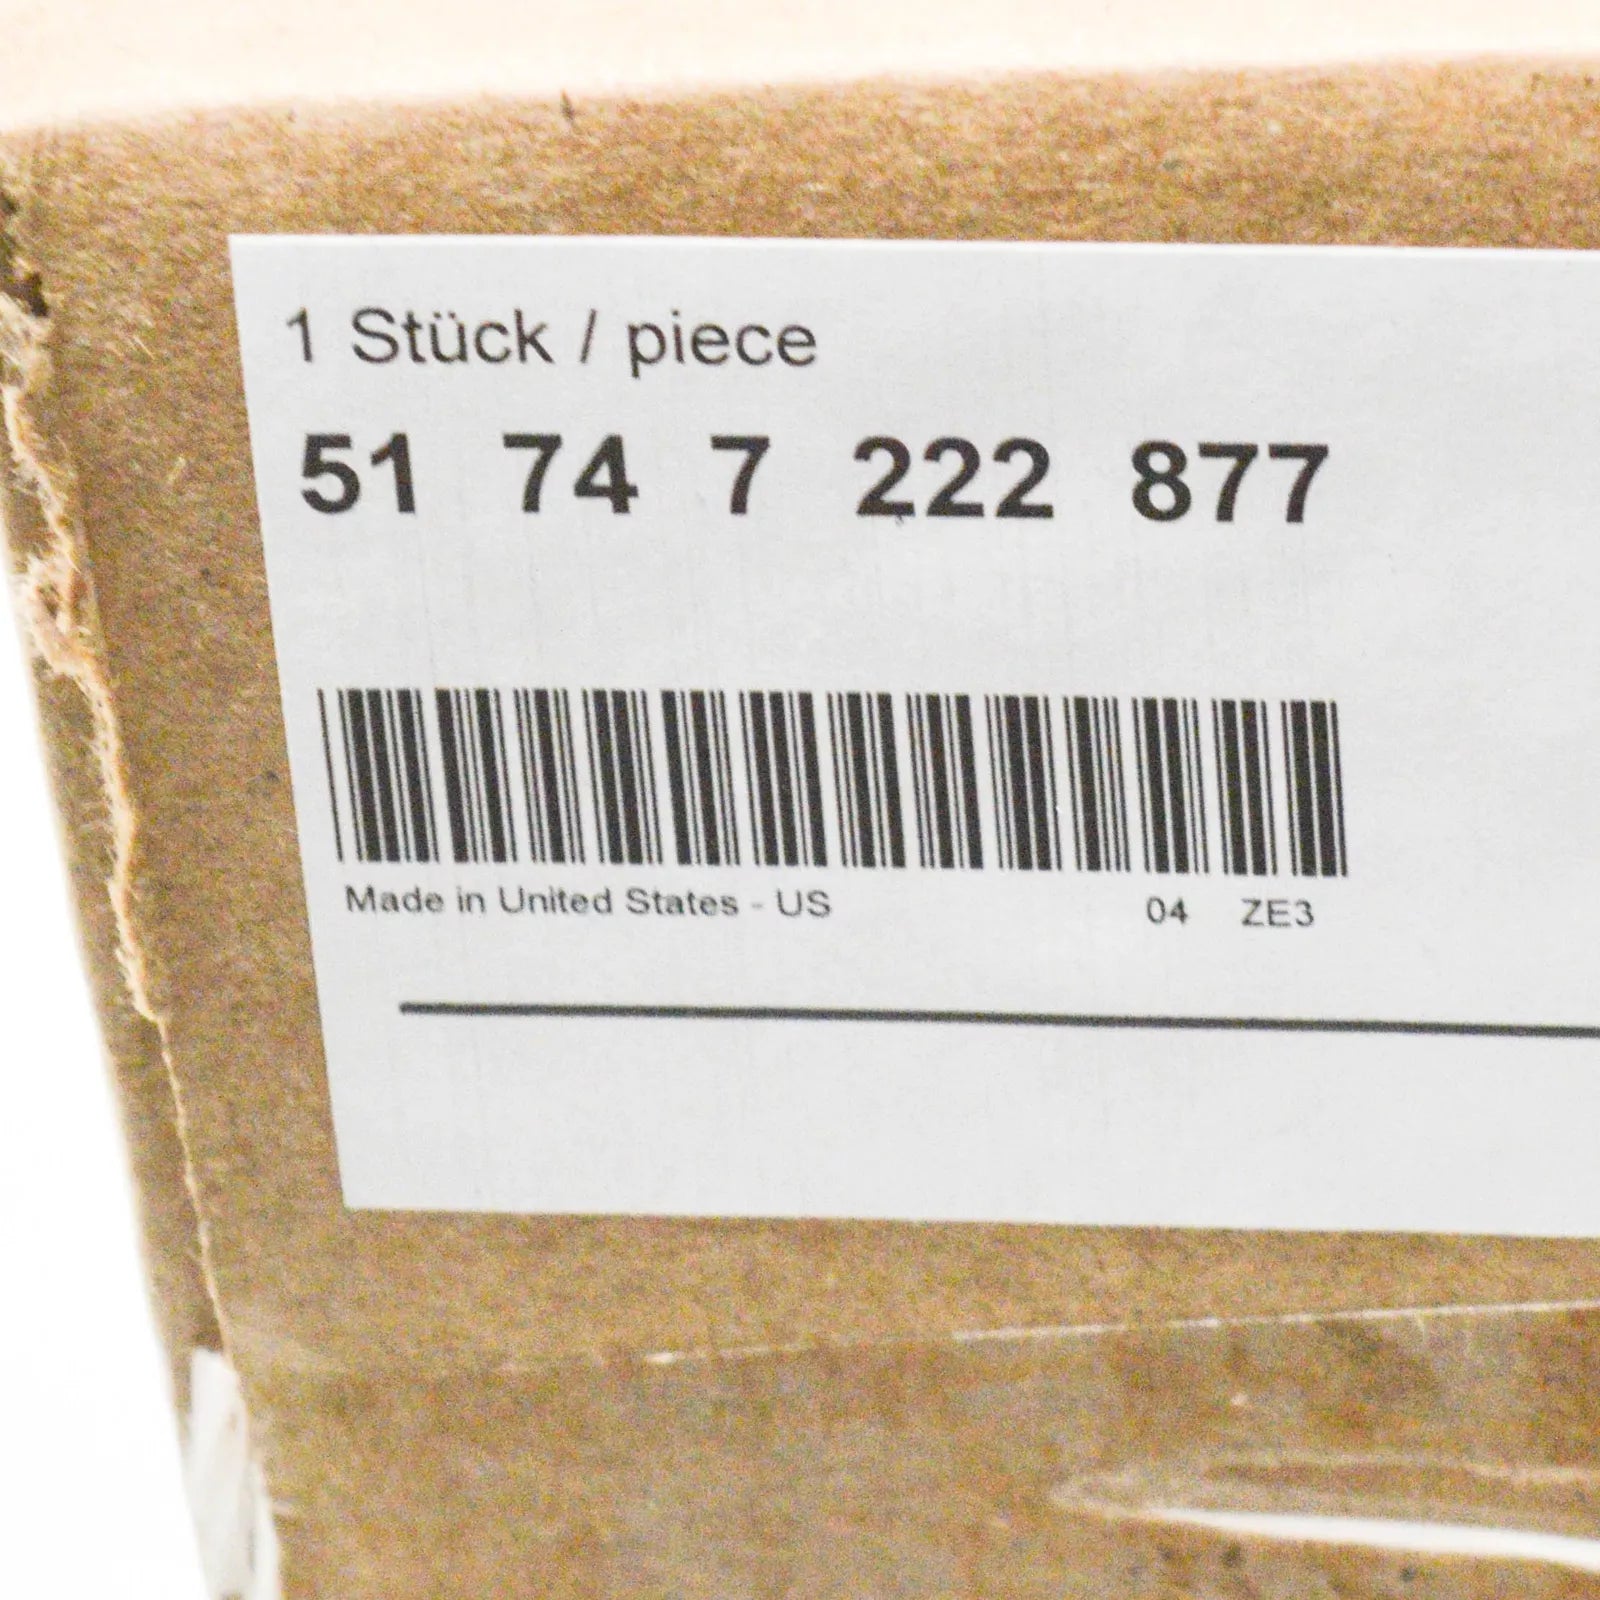 1 Stück / piece
51 74 7 222 877
Made in United States - US 04 ZE3